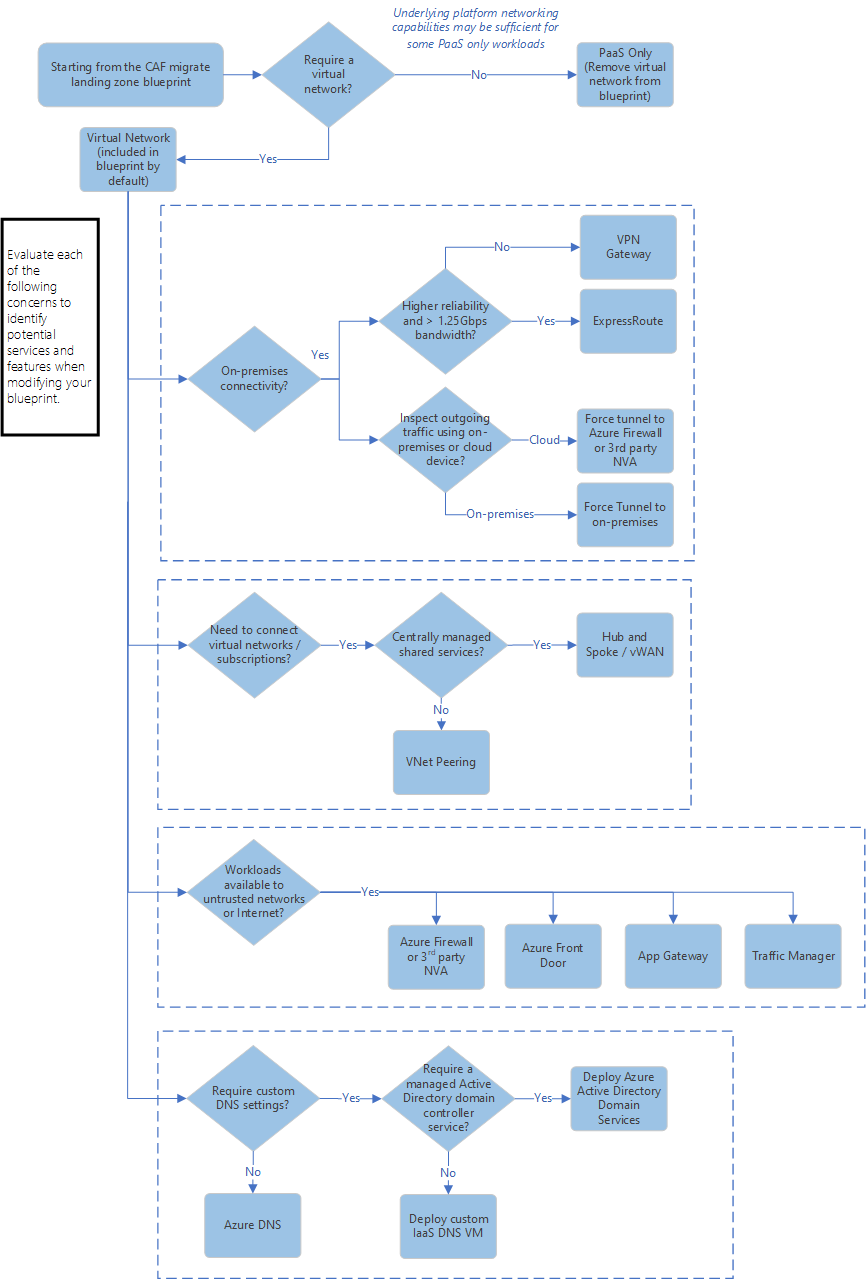 Underlying platform networking
capabilities may be sufficient for
some PaaS only workloads
Starting from the CAF migrate
landing zone blueprint
Require a
virtual
network?
No
PaaS Only
(Remove virtual
network from
blueprint)
Yes
Virtual Network
(included in
blueprint by
default)
Evaluate each
of the
following
concerns to
identify
potential
services and
features when
modifying your
blueprint.
On-premises
connectivity?
Yes
Higher reliability
and > 1.25Gbps
bandwidth?
No
VPN
Gateway
Yes
ExpressRoute
Inspect outgoing
traffic using on-
premises or cloud
device?
Cloud
Force tunnel to
Azure Firewall
or 3rd party
NVA
On-premises
Force Tunnel to
on-premises
Need to connect
virtual networks /
subscriptions?
Yes
Centrally managed
shared services?
Yes
Hub and
Spoke / vWAN
No
VNet Peering
Workloads
available to
untrusted networks
or Internet?
Yes
Azure Firewall
or 3rd party
NVA
Azure Front
Door
App Gateway
Traffic Manager
Require custom
DNS settings?
Yes
Require a
managed Active
Directory domain
controller
service?
Yes
Deploy Azure
Active Directory
Domain
Services
No
Azure DNS
No
Deploy custom
IaaS DNS VM